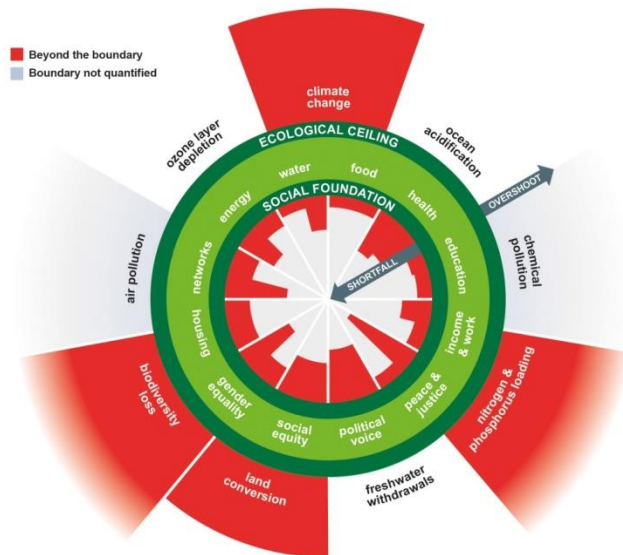 Beyond the boundary
Boundary not quantified
climate
change
ozone layer
depletion
ocean
acidification
ECOLOGICAL CEILING
OVERSHOOT
water
food
energy
health
SOCIAL FOUNDATION
networks
education
SHORTFALL
air pollution
chemical
pollution
housing
income
& work
gender
equality
peace &
justice
social
equity
political
voice
biodiversity
loss
nitrogen &
phosphorus loading
land
conversion
freshwater
withdrawals